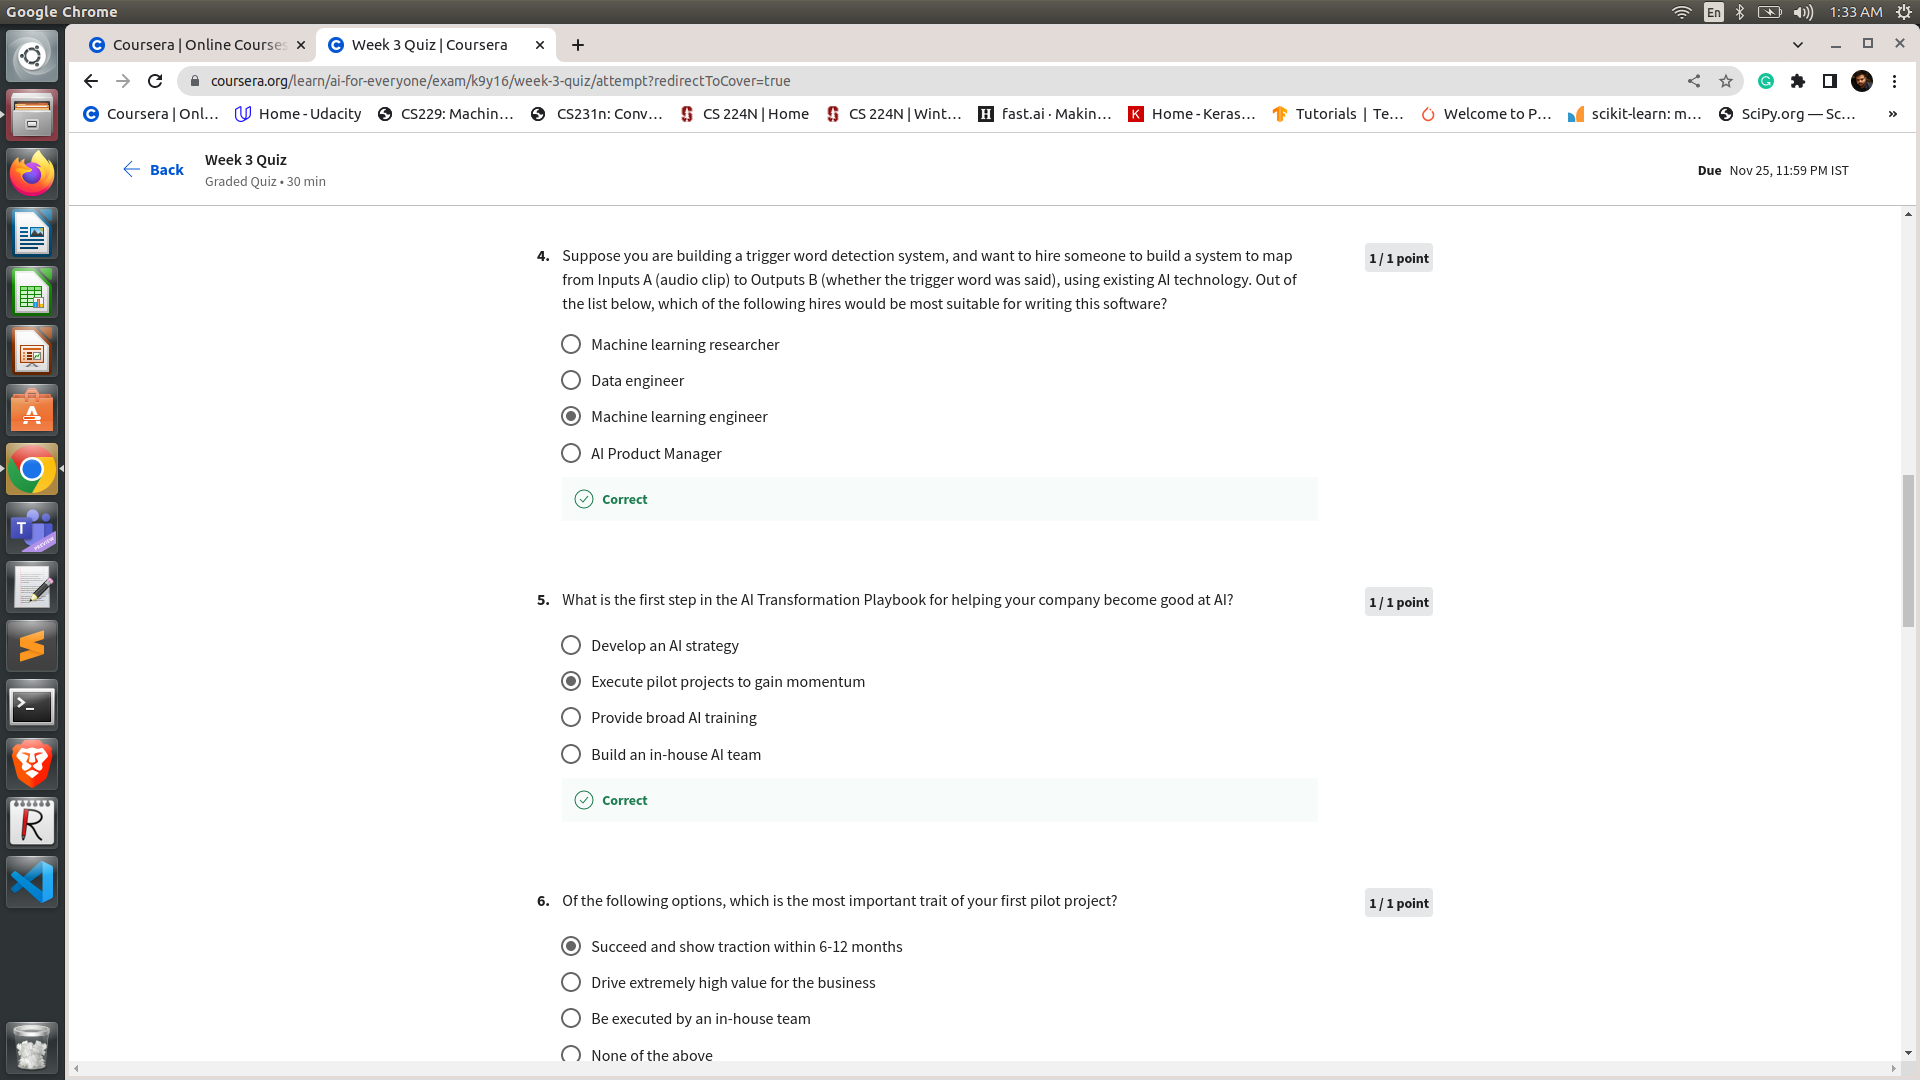 Google Chrome
En
1:33 AM
Coursera | Online Courses
Week 3 Quiz | Coursera
coursera.org/learn/ai-for-everyone/exam/k9y16/week-3-quiz/attempt?redirectToCover=true
Coursera | Onl...
Home - Udacity
CS229: Machin...
CS231n: Conv...
CS 224N | Home
CS 224N | Wint...
fast.ai · Makin...
Home - Keras...
Tutorials | Te...
Welcome to P...
scikit-learn: m...
SciPy.org — Sc...
»
Back
Week 3 Quiz
Graded Quiz • 30 min
Due Nov 25, 11:59 PM IST
4. Suppose you are building a trigger word detection system, and want to hire someone to build a system to map
from Inputs A (audio clip) to Outputs B (whether the trigger word was said), using existing AI technology. Out of
the list below, which of the following hires would be most suitable for writing this software?
1 / 1 point
Machine learning researcher
Data engineer
Machine learning engineer
AI Product Manager
Correct
5. What is the first step in the AI Transformation Playbook for helping your company become good at AI?
1 / 1 point
Develop an AI strategy
Execute pilot projects to gain momentum
Provide broad AI training
Build an in-house AI team
Correct
6. Of the following options, which is the most important trait of your first pilot project?
1 / 1 point
Succeed and show traction within 6-12 months
Drive extremely high value for the business
Be executed by an in-house team
None of the above